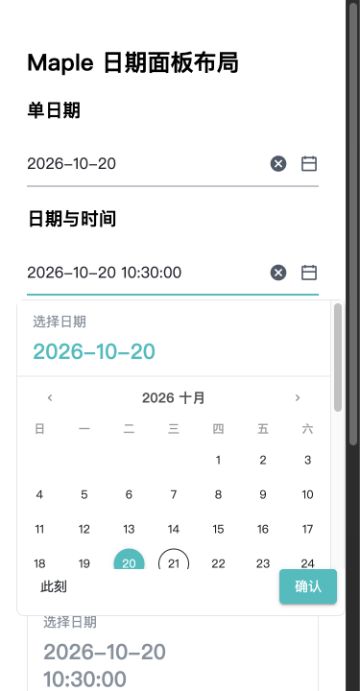 Maple 日期面板布局
单日期
2026-10-20
日期与时间
2026-10-20 10:30:00
选择日期
2026-10-20
2026 十月
日 一 二 三 四 五 六
1 2 3
4 5 6 7 8 9 10
11 12 13 14 15 16 17
18 19 20 21 22 23 24
此刻 确认
选择日期
2026-10-20
10:30:00